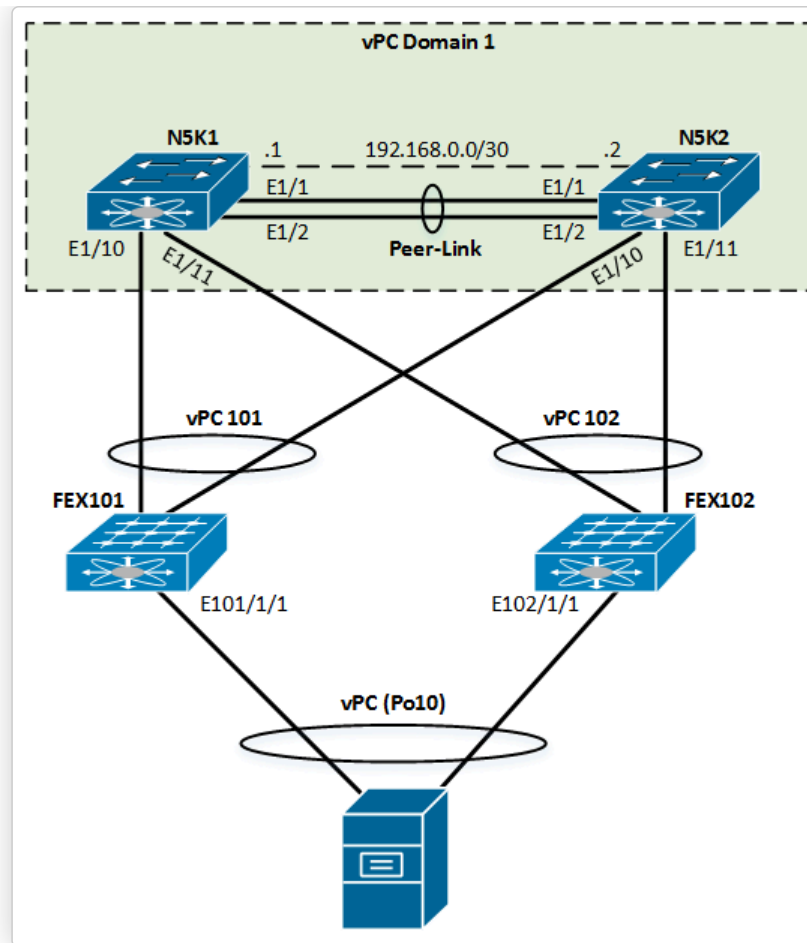 vPC Domain 1
N5K1
N5K2
.1
192.168.0.0/30
.2
E1/1
E1/1
E1/2
E1/2
Peer-Link
E1/10
E1/11
E1/10
E1/11
vPC 101
vPC 102
FEX101
FEX102
E101/1/1
E102/1/1
vPC (Po10)